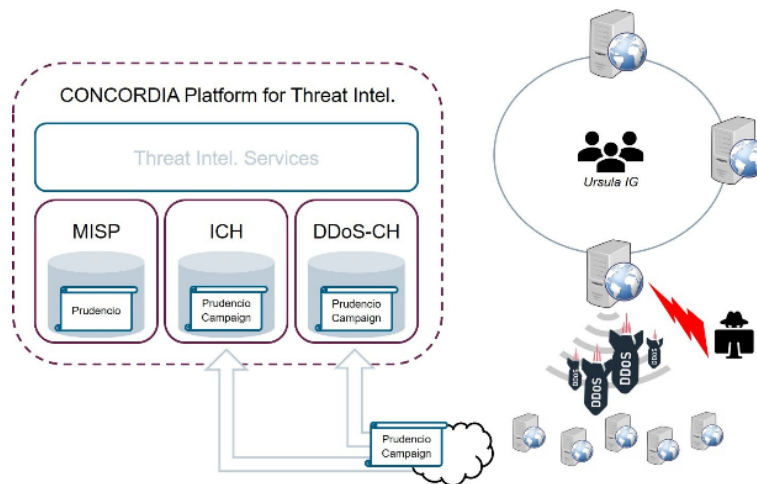 CONCORDIA Platform for Threat Intel.
Threat Intel. Services
MISP
ICH
DDoS-CH
Prudencio
Prudencio
Campaign
Prudencio
Campaign
Prudencio
Campaign
Ursula IG
DDoS
DDoS
DDoS
DDoS